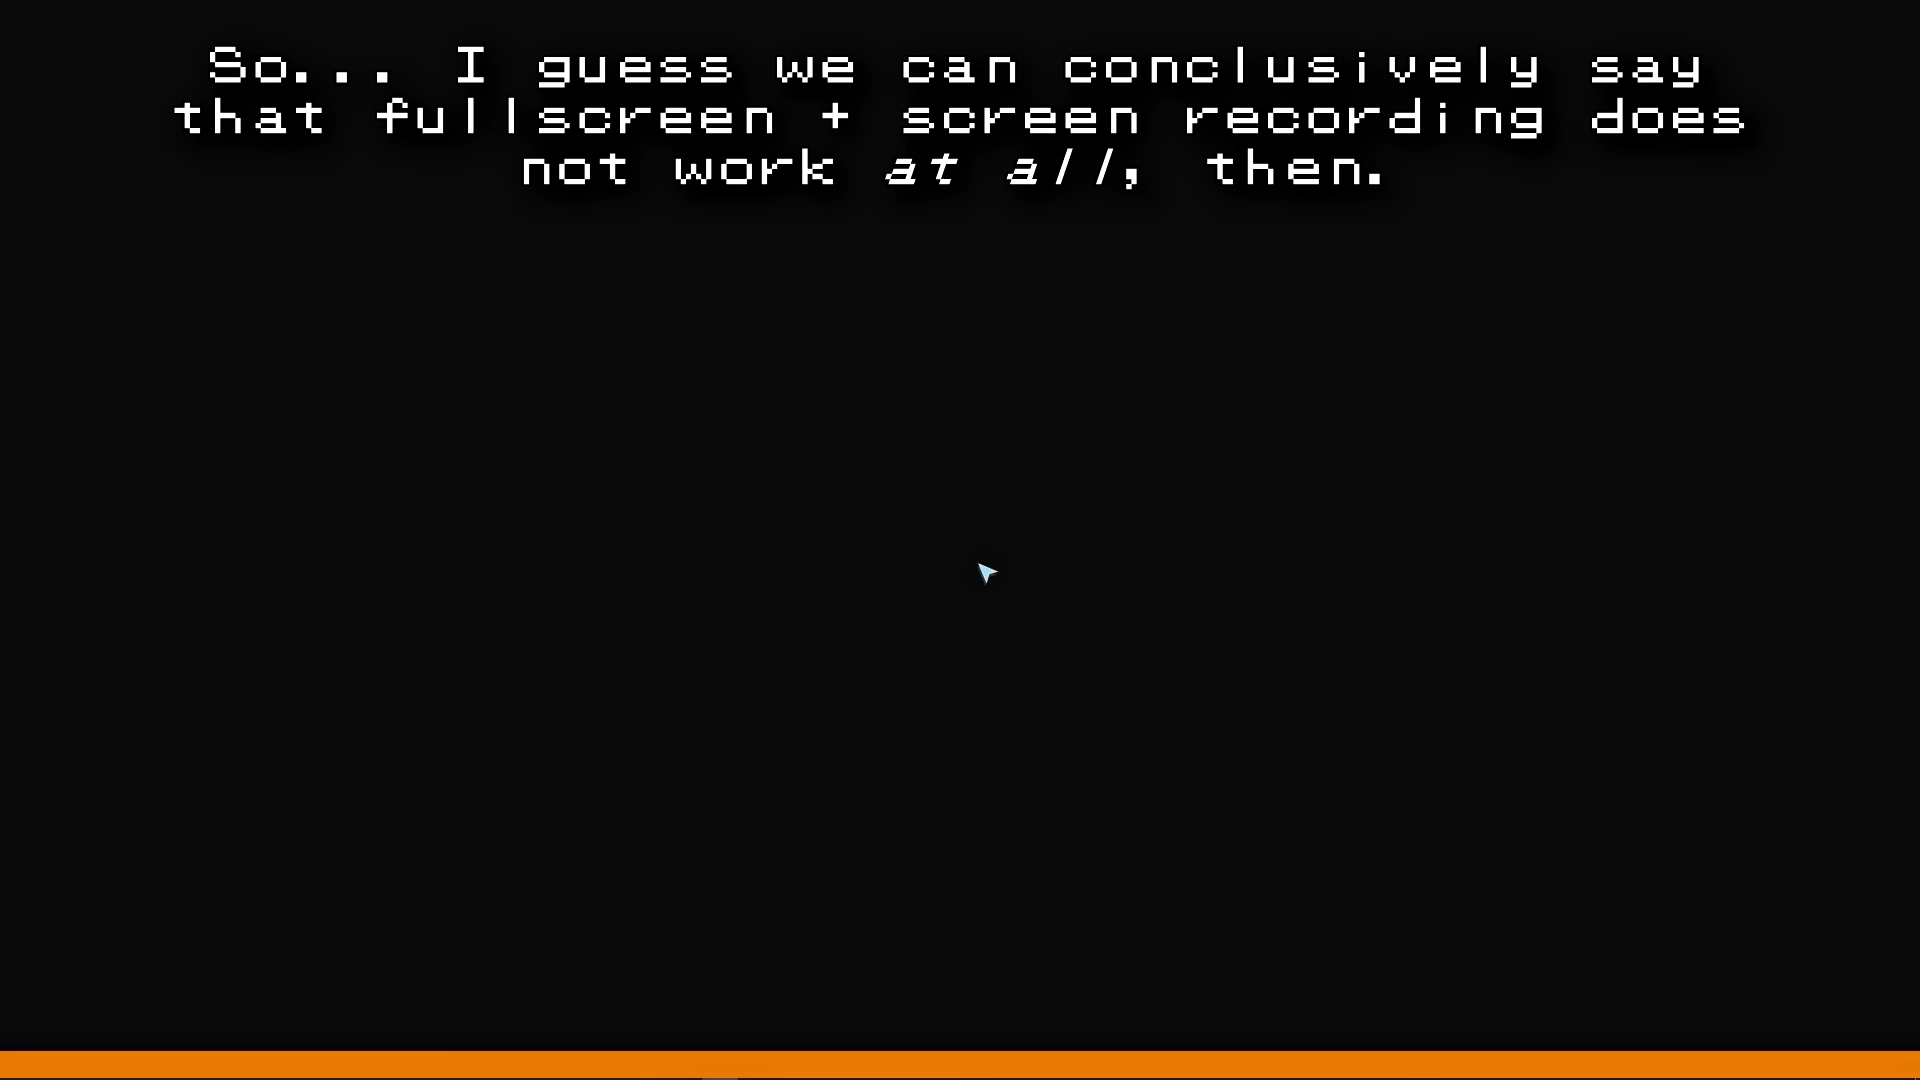 So... I guess we can conclusively say
that fullscreen + screen recording does
not work at all, then.